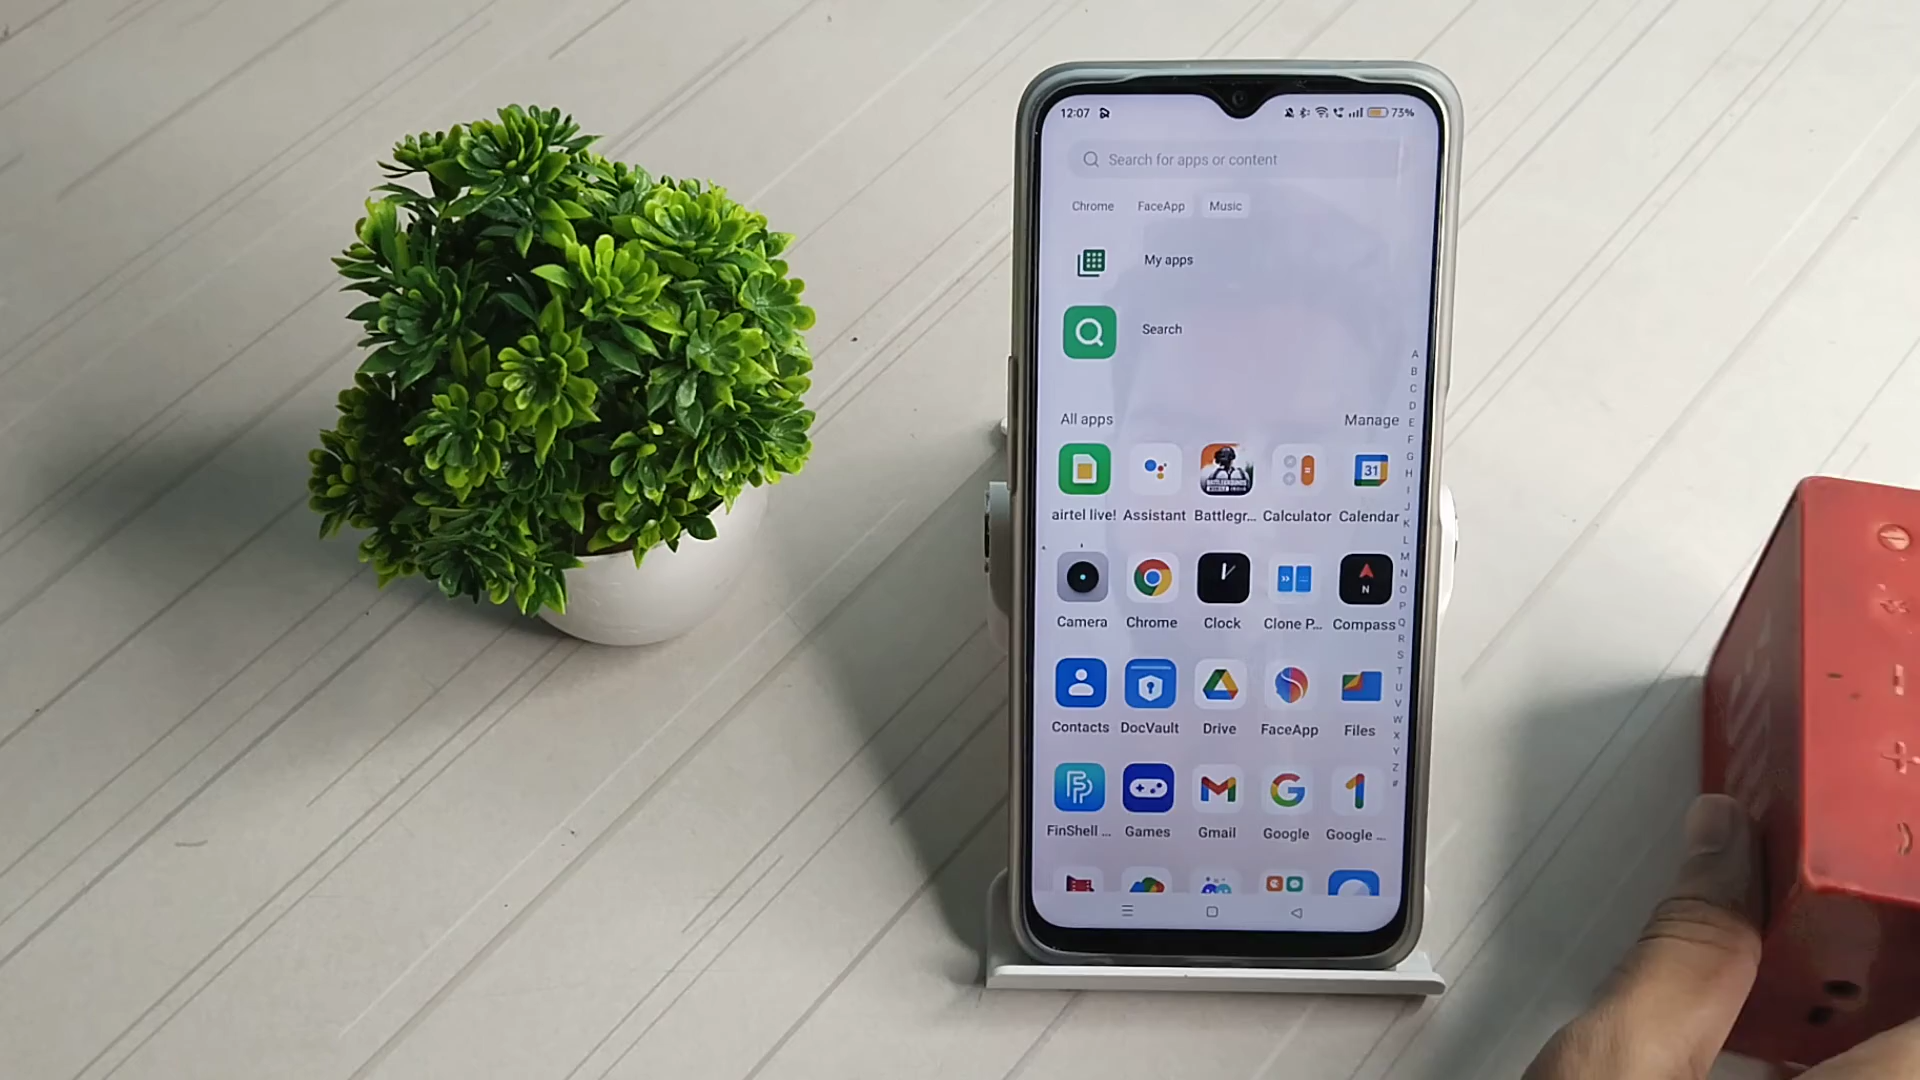 12:07 73%
Search for apps or content
Chrome FaceApp Music
My apps
Search
All apps Manage
31
airtel live! Assistant Battlegr... Calculator Calendar
N
Camera Chrome Clock Clone P... Compass
Contacts DocVault Drive FaceApp Files
FinShell ... Games Gmail Google Google ...
A
B
C
D
E
F
G
H
I
J
K
L
M
N
O
P
Q
R
S
T
U
V
W
X
Y
Z
#